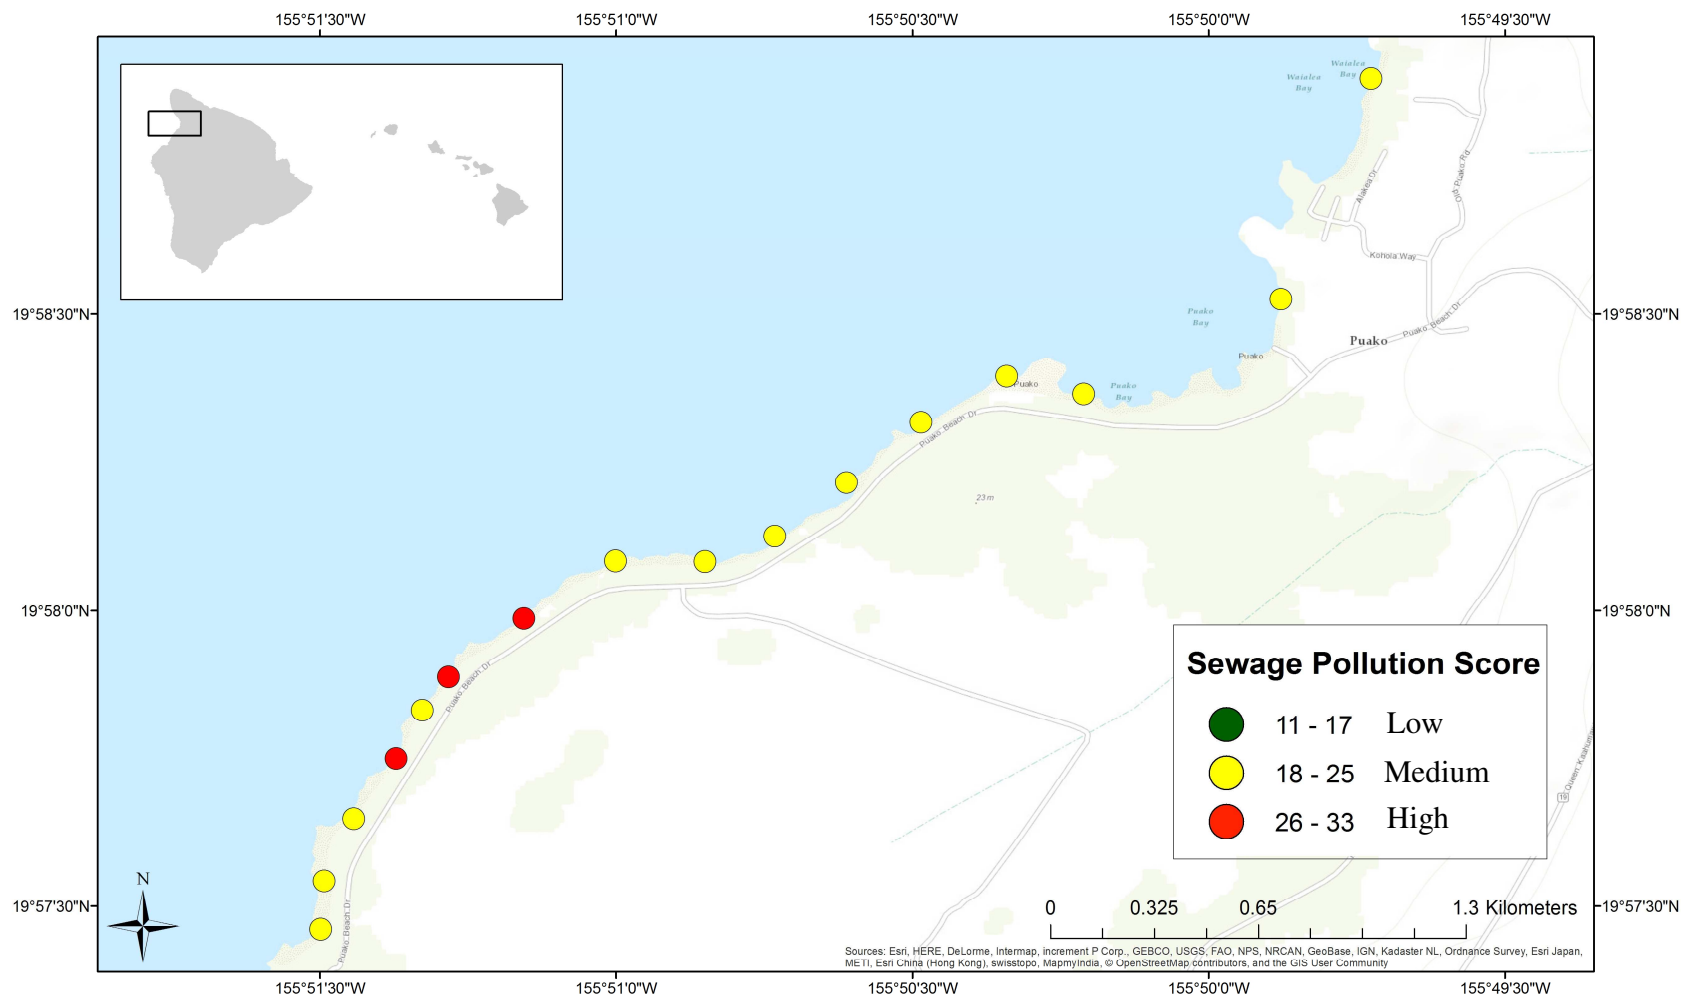 155°51'30"W 155°51'0"W 155°50'30"W 155°50'0"W 155°49'30"W
Waialea
Bay
Waialea
Bay
Old Puako Rd
Alakea Dr
Kohola Way
19°58'30"N
19°58'30"N
Puako
Bay
Puako Beach Dr
Puako
Puako
Puako
Puako
Bay
Puako Beach Dr
23 m
19°58'0"N
19°58'0"N
Puako Beach Dr
Sewage Pollution Score
11 - 17 Low
18 - 25 Medium
26 - 33 High
19
N
19°57'30"N
19°57'30"N
Puako Beach Dr
0 0.325 0.65 1.3 Kilometers
Sources: Esri, HERE, DeLorme, Intermap, increment P Corp., GEBCO, USGS, FAO, NPS, NRCAN, GeoBase, IGN, Kadaster NL, Ordnance Survey, Esri Japan,
METI, Esri China (Hong Kong), swisstopo, MapmyIndia, © OpenStreetMap contributors, and the GIS User Community
155°51'30"W 155°51'0"W 155°50'30"W 155°50'0"W 155°49'30"W